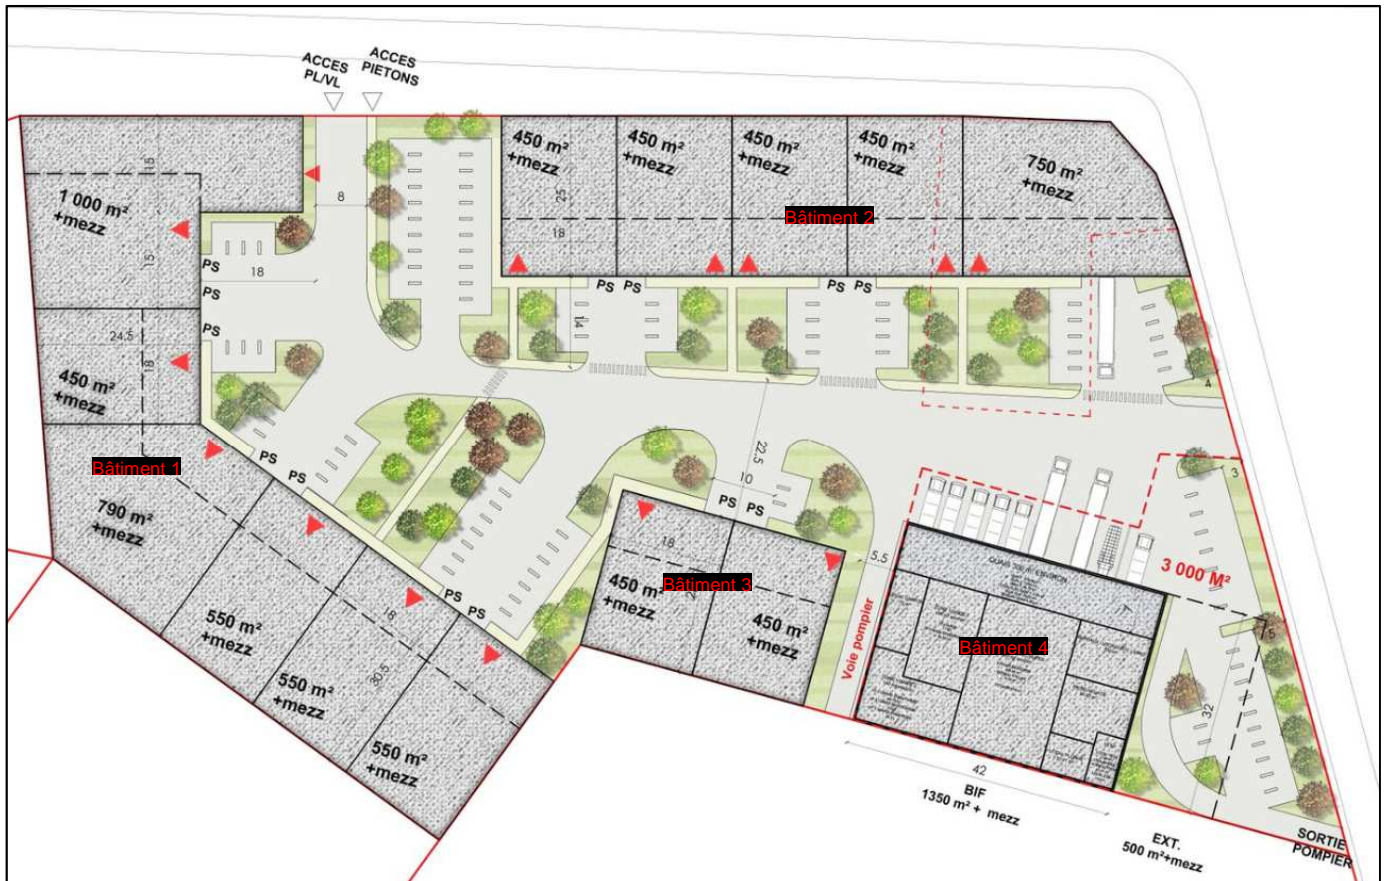 ACCES
PL/VL
ACCES
PIETONS
1 000 m²
+mezz
15
15
8
18
PS
PS
PS
24,5
18
450 m²
+mezz
Bâtiment 1
790 m²
+mezz
PS
PS
550 m²
+mezz
550 m²
+mezz
550 m²
+mezz
18
30,5
PS
PS
450 m²
+mezz
450 m²
+mezz
450 m²
+mezz
450 m²
+mezz
750 m²
+mezz
25
18
Bâtiment 2
PS
PS
PS
PS
14
4
22,5
10
PS
PS
18
450 m²
+mezz
Bâtiment 3
450 m²
+mezz
5.5
Voie pompier
3
3 000 M²
Bâtiment 4
32
42
BIF
1350 m² + mezz
EXT.
500 m²+mezz
SORTIE
POMPIER